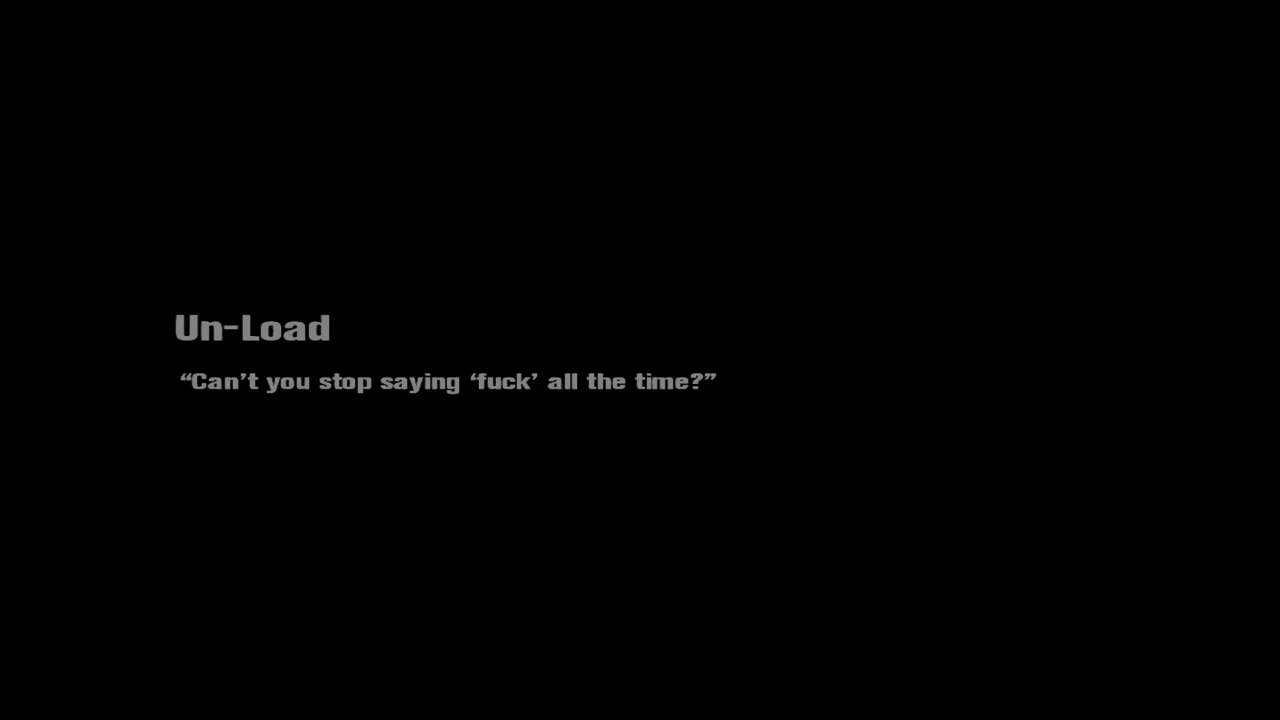 Un-Load
“Can’t you stop saying ‘fuck’ all the time?”